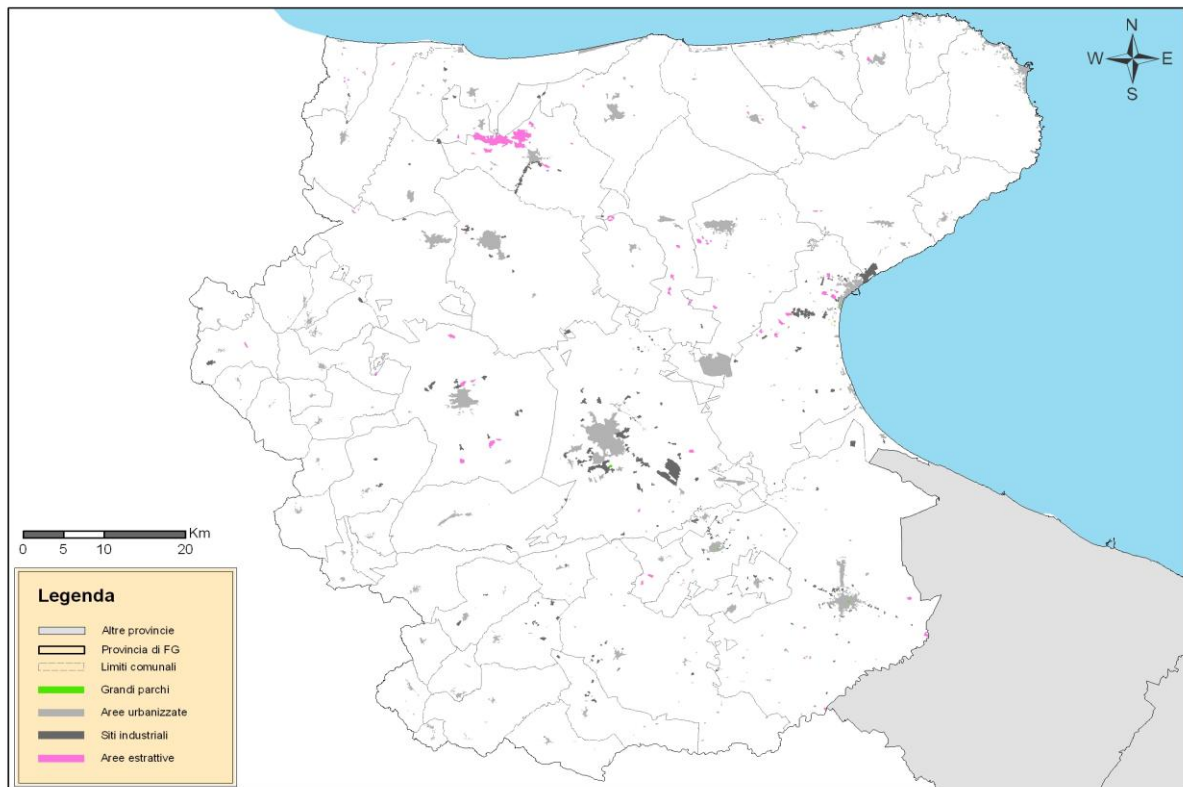 N
W E
S
Km
0 5 10 20
Legenda
Altre provincie
Provincia di FG
Limiti comunali
Grandi parchi
Aree urbanizzate
Siti industriali
Aree estrattive